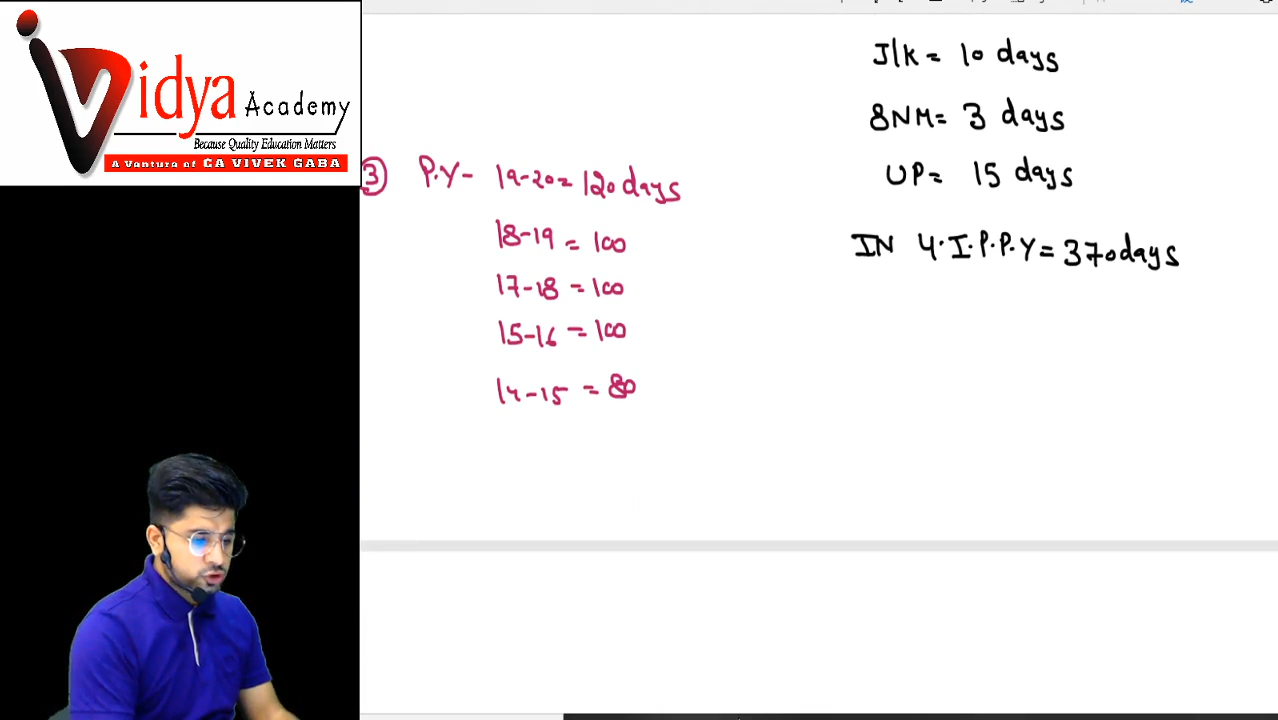 Vidya Academy
Because Quality Education Matters
A Vantura of CA VIVEK GABA
J/K = 10 days
8NM = 3 days
UP = 15 days
IN 4.I.P.P.Y = 370 days
3 P.Y - 19-20 = 120 days
18-19 = 100
17-18 = 100
15-16 = 100
14-15 = 80